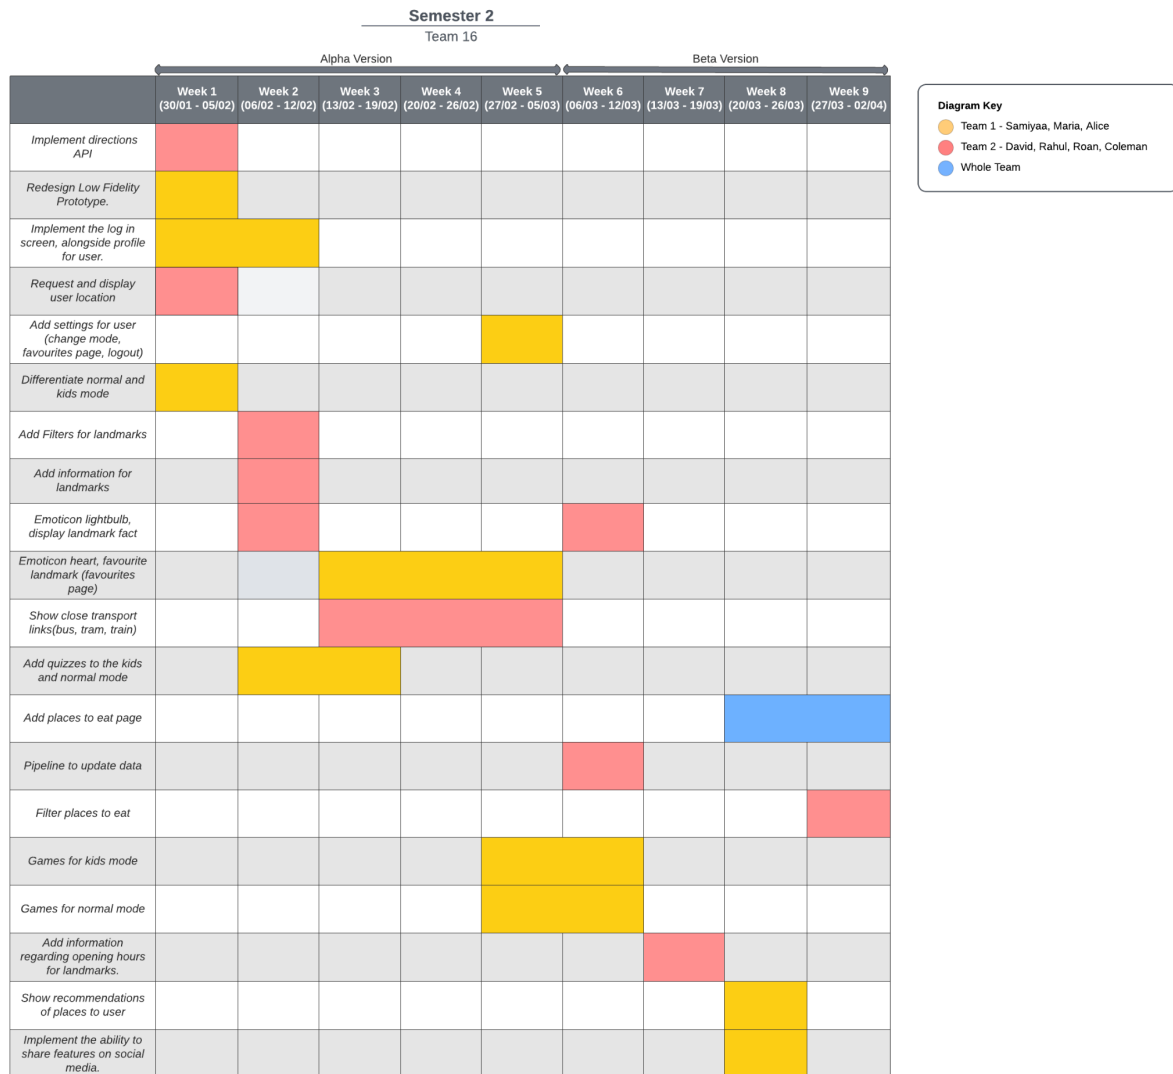 Semester 2
Team 16
Alpha Version
Beta Version
Week 1
(30/01 - 05/02)
Week 2
(06/02 - 12/02)
Week 3
(13/02 - 19/02)
Week 4
(20/02 - 26/02)
Week 5
(27/02 - 05/03)
Week 6
(06/03 - 12/03)
Week 7
(13/03 - 19/03)
Week 8
(20/03 - 26/03)
Week 9
(27/03 - 02/04)
Diagram Key
Team 1 - Samiyaa, Maria, Alice
Team 2 - David, Rahul, Roan, Coleman
Whole Team
Implement directions
API
Redesign Low Fidelity
Prototype.
Implement the log in
screen, alongside profile
for user.
Request and display
user location
Add settings for user
(change mode,
favourites page, logout)
Differentiate normal and
kids mode
Add Filters for landmarks
Add information for
landmarks
Emoticon lightbulb,
display landmark fact
Emoticon heart, favourite
landmark (favourites
page)
Show close transport
links(bus, tram, train)
Add quizzes to the kids
and normal mode
Add places to eat page
Pipeline to update data
Filter places to eat
Games for kids mode
Games for normal mode
Add information
regarding opening hours
for landmarks.
Show recommendations
of places to user
Implement the ability to
share features on social
media.